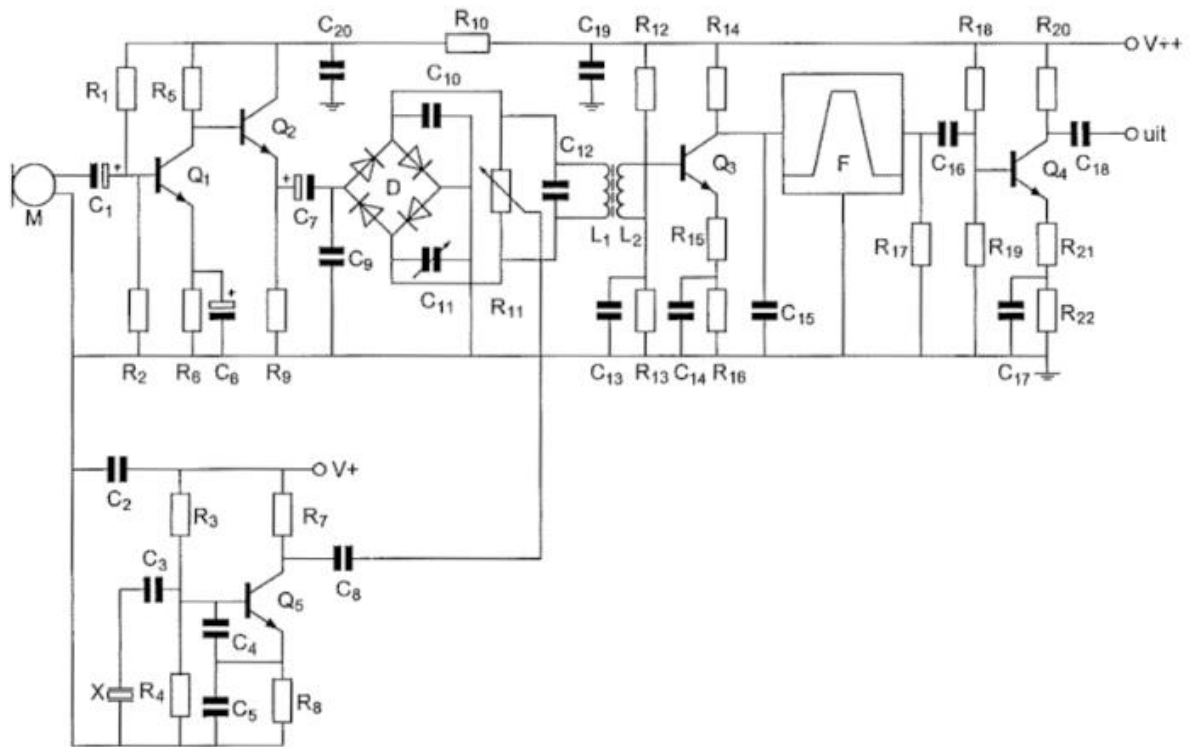 R10
C20
C19
R12
R14
R18
R20
V++
R1
R5
C10
Q2
C12
Q3
F
C16
Q4
C18
uit
M
C1
+
Q1
+
C7
D
C9
L1
L2
R15
R17
R19
R21
+
C11
R11
C15
R22
R2
R6
C6
R9
C13
R13
C14
R16
C17
C2
V+
R3
R7
C3
C8
Q5
C4
X
R4
C5
R8